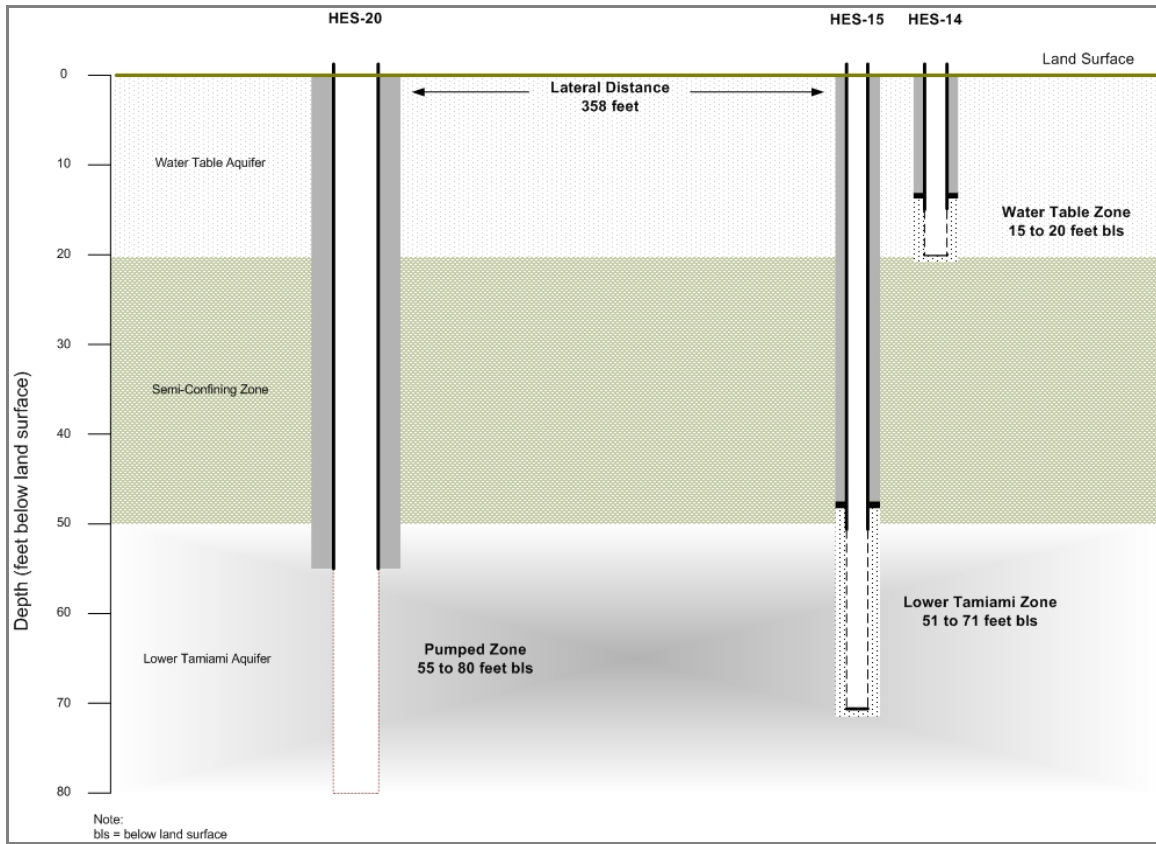 HES-20
HES-15 HES-14
Land Surface
0
Lateral Distance
358 feet
Water Table Aquifer
10
Water Table Zone
15 to 20 feet bls
20
30
Semi-Confining Zone
40
50
Depth (feet below land surface)
60
Lower Tamiami Zone
51 to 71 feet bls
Lower Tamiami Aquifer
Pumped Zone
55 to 80 feet bls
70
80
Note:
bls = below land surface